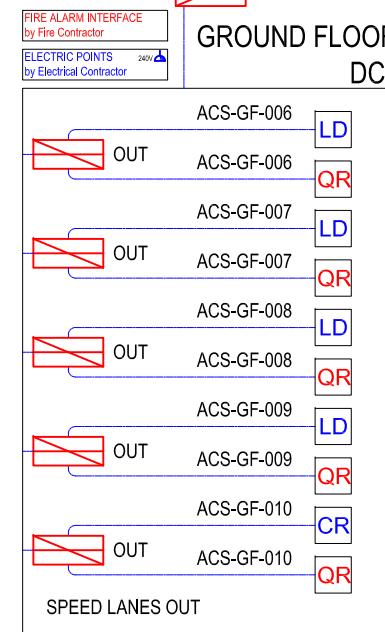 FIRE ALARM INTERFACE
by Fire Contractor
ELECTRIC POINTS 240V
by Electrical Contractor
GROUND FLOOR
DC
ACS-GF-006 LD
OUT
ACS-GF-006 QR
ACS-GF-007 LD
OUT
ACS-GF-007 QR
ACS-GF-008 LD
OUT
ACS-GF-008 QR
ACS-GF-009 LD
OUT
ACS-GF-009 QR
ACS-GF-010 CR
OUT
ACS-GF-010 QR
SPEED LANES OUT